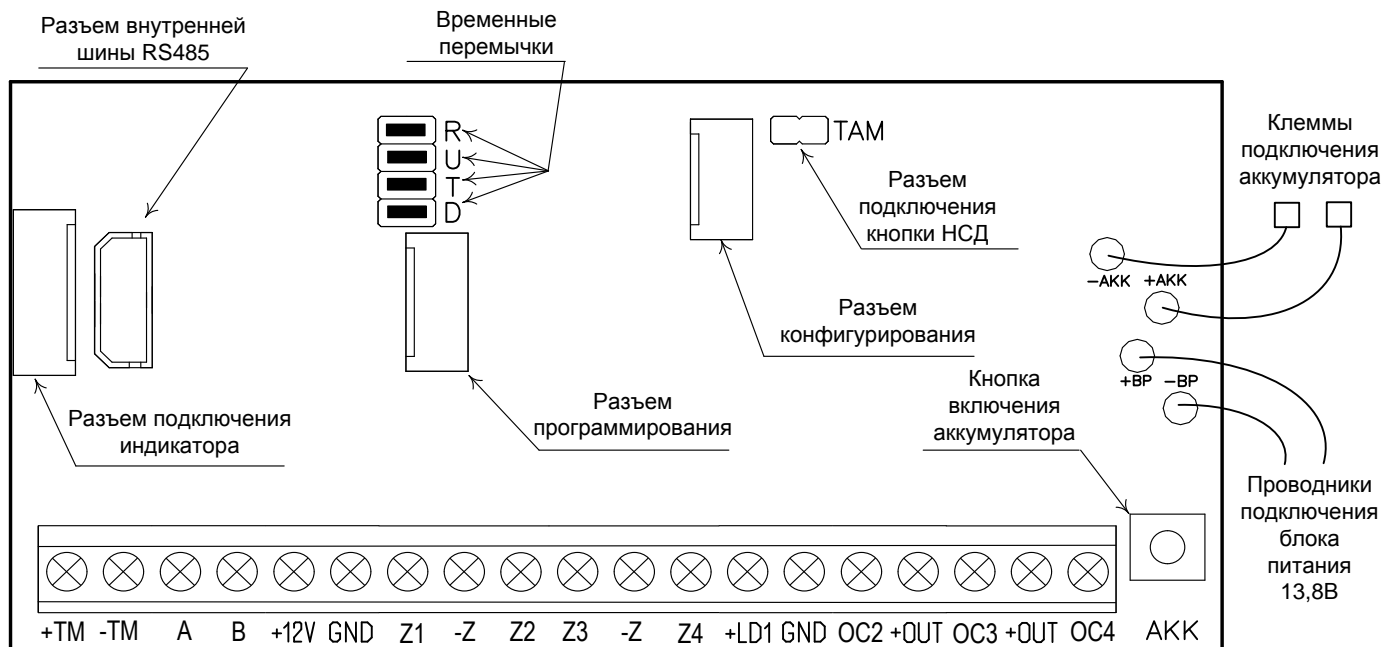 Разъем внутренней
шины RS485
Временные
перемычки
R
U
T
D
TAM
Клеммы
подключения
аккумулятора
Разъем
подключения
кнопки НСД
-АКК +АКК
Разъем
конфигурирования
+BP -BP
Разъем подключения
индикатора
Разъем
программирования
Кнопка
включения
аккумулятора
Проводники
подключения
блока
питания
13,8В
+TM -TM A B +12V GND Z1 -Z Z2 Z3 -Z Z4 +LD1 GND OC2 +OUT OC3 +OUT OC4 AKK